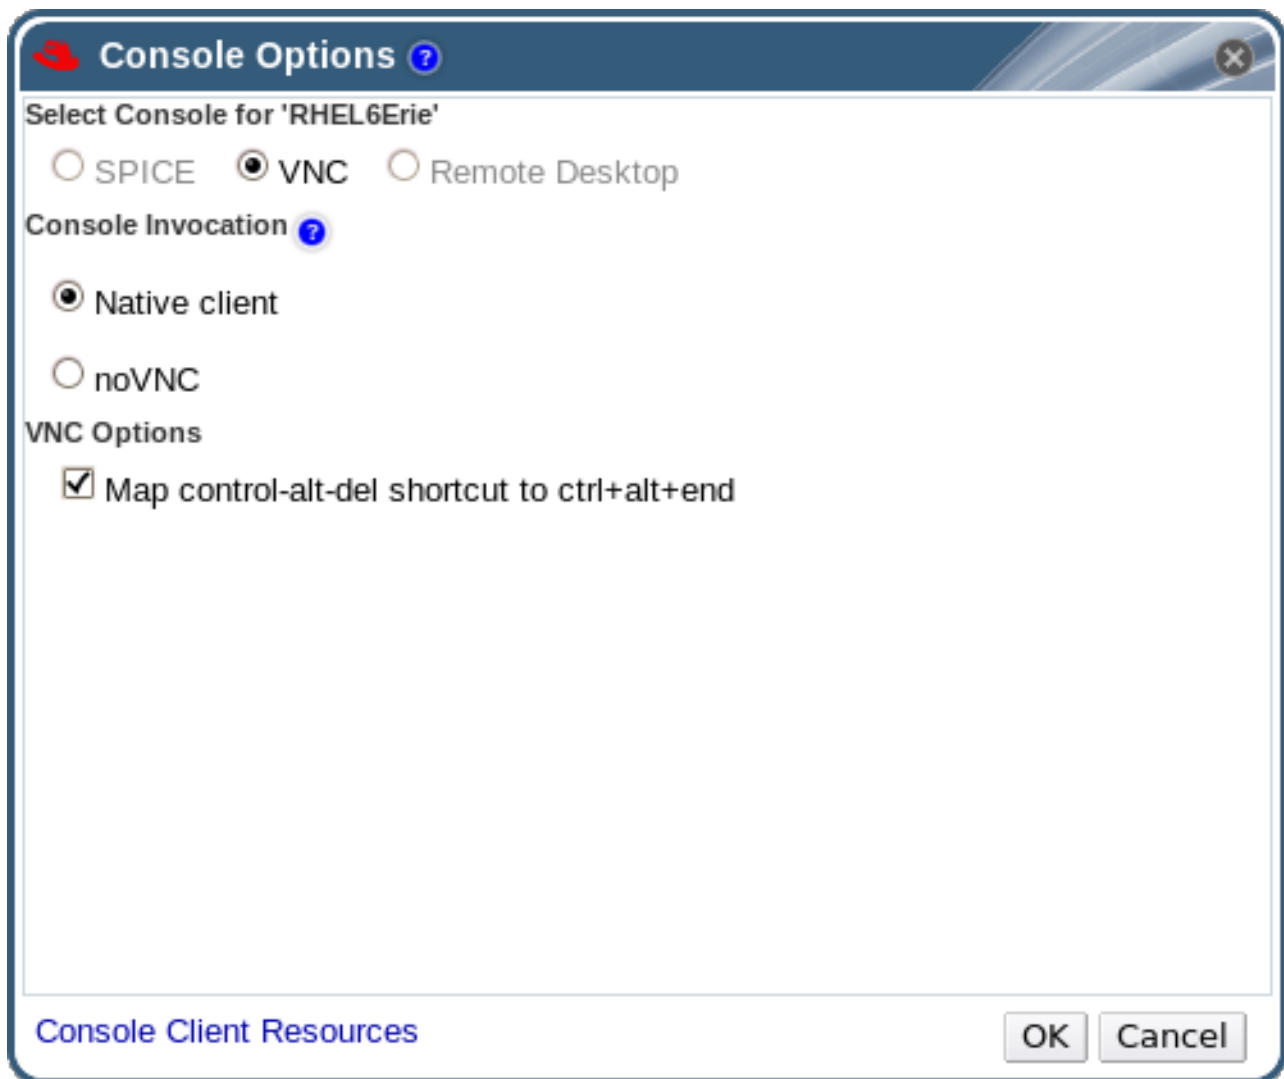 Console Options ?
Select Console for 'RHEL6Erie'
SPICE VNC Remote Desktop
Console Invocation ?
Native client
noVNC
VNC Options
Map control-alt-del shortcut to ctrl+alt+end
Console Client Resources OK Cancel